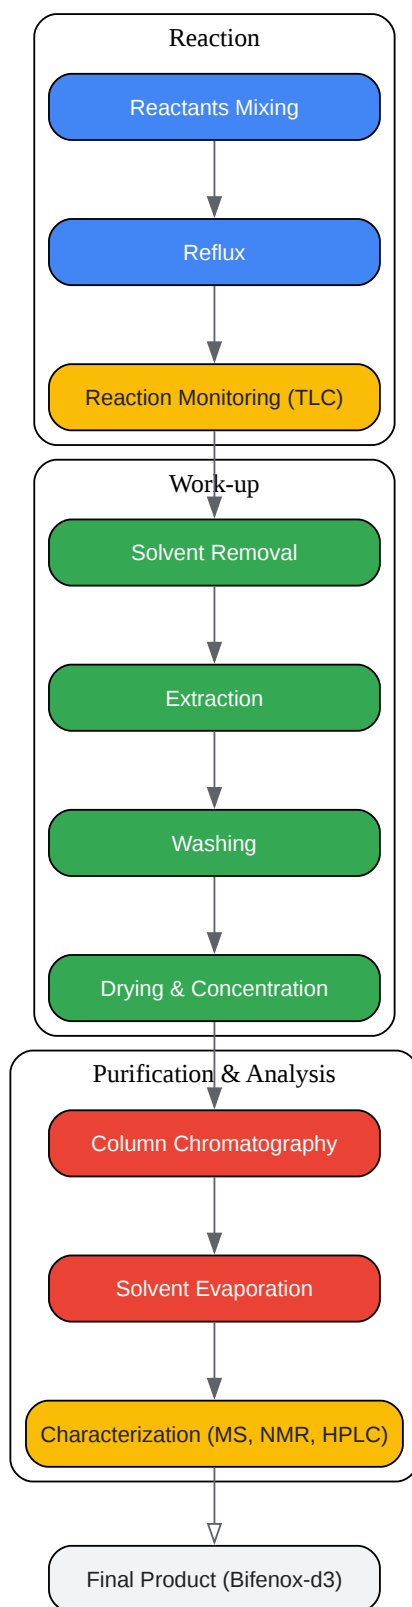 Reaction
Reactants Mixing
Reflux
Reaction Monitoring (TLC)
Work-up
Solvent Removal
Extraction
Washing
Drying & Concentration
Purification & Analysis
Column Chromatography
Solvent Evaporation
Characterization (MS, NMR, HPLC)
Final Product (Bifenox-d3)